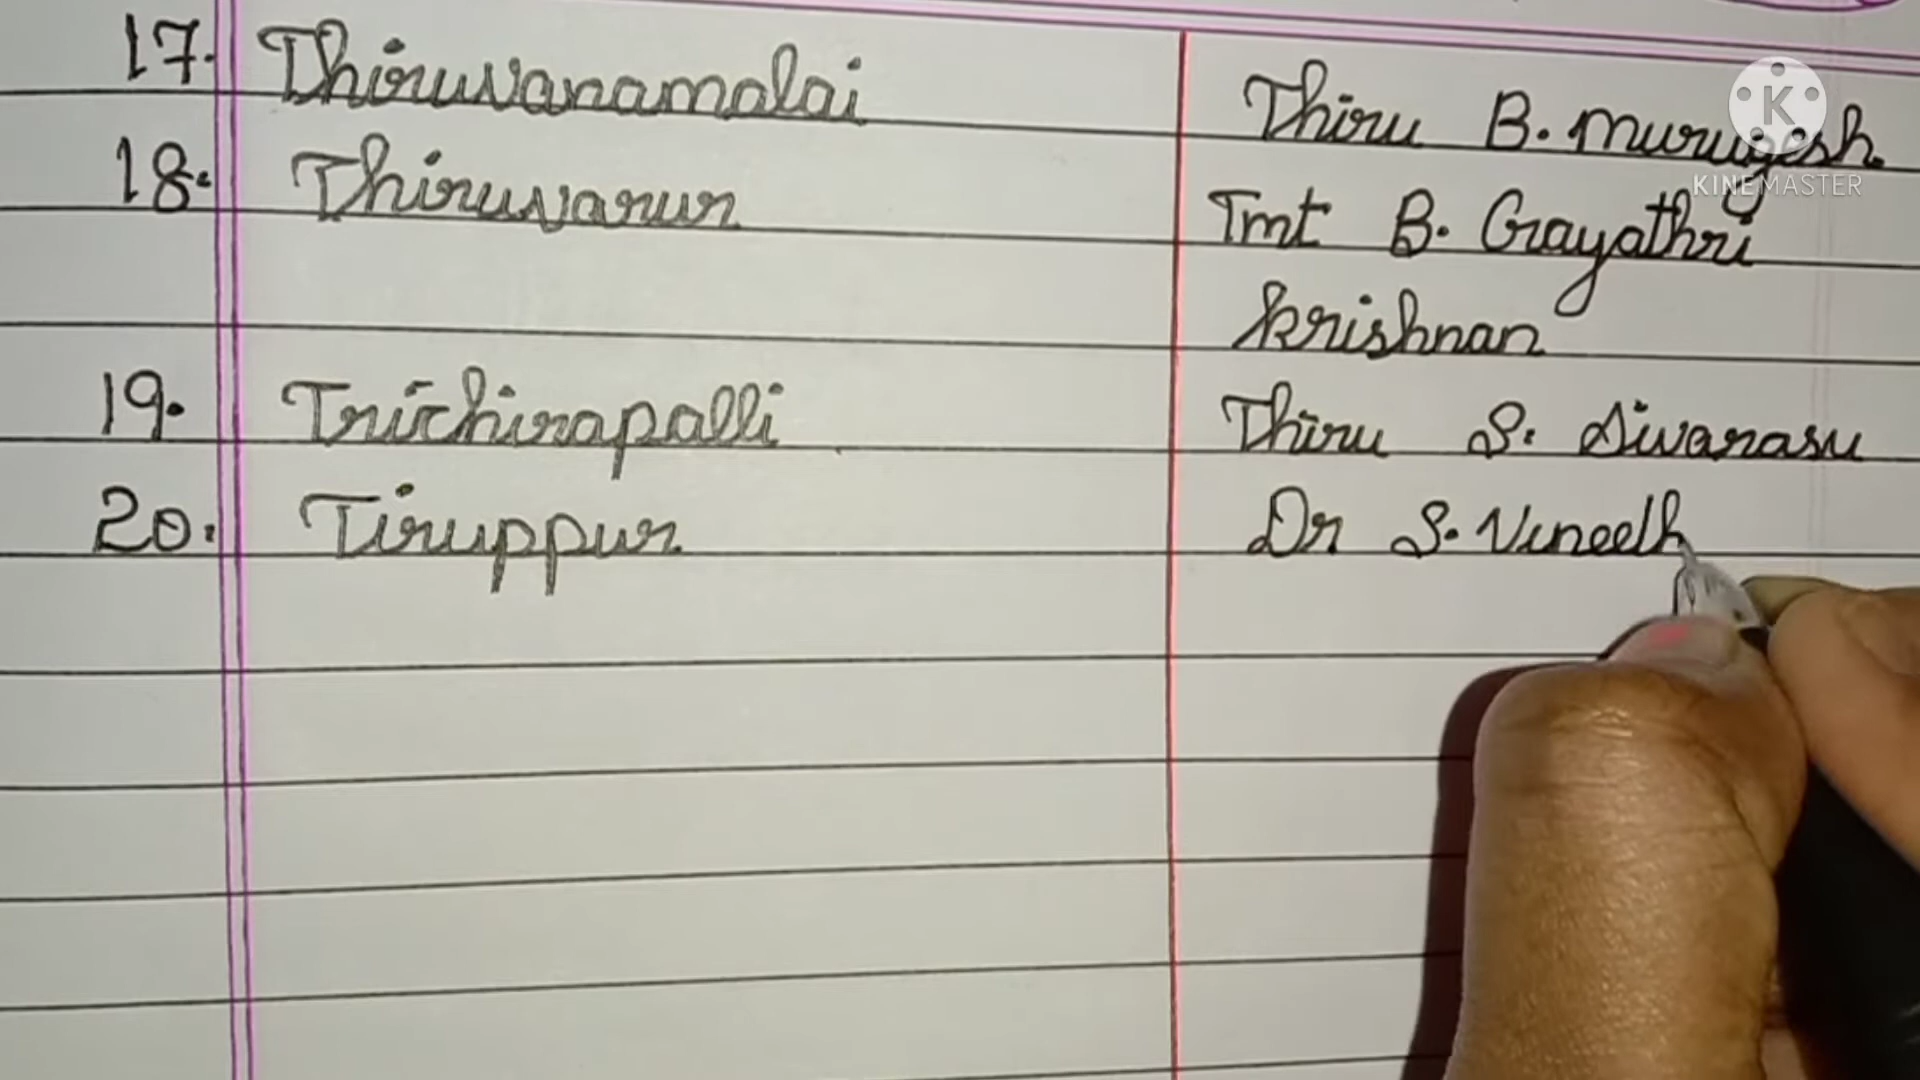 17. Thiruvanamalai Thiru B. Murugesh
18. Thiruvarur Tmt B. Gayathri
Krishnan
19. Trichirapalli Thiru S. Sivarasu
20. Tiruppur Dr S. Vineeth
K
KINEMASTER